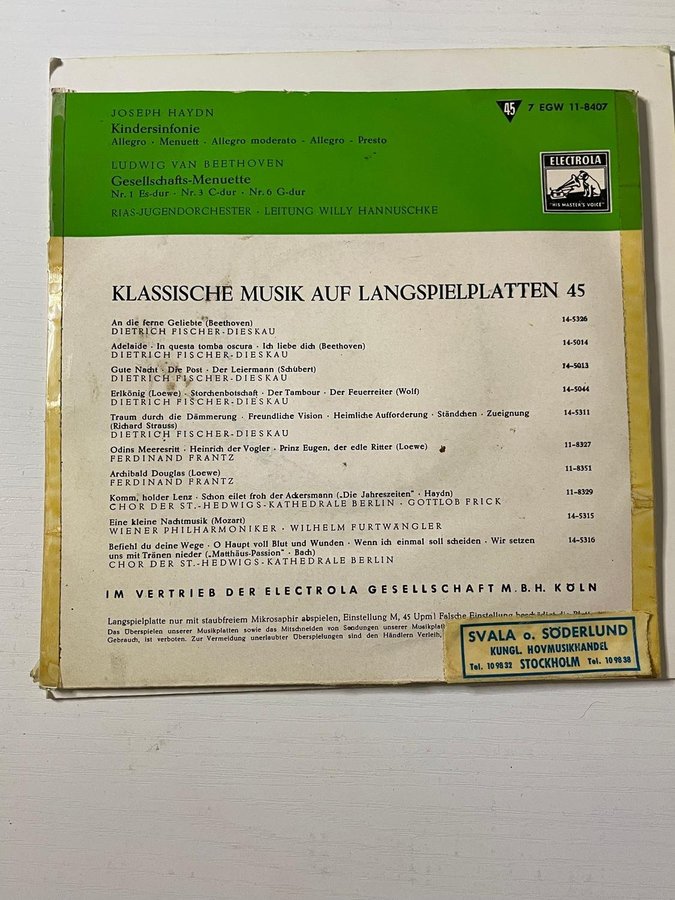 JOSEPH HAYDN
Kindersinfonie
Allegro · Menuett · Allegro moderato · Allegro · Presto
LUDWIG VAN BEETHOVEN
Gesellschafts-Menuette
Nr. 1 Es-dur · Nr. 3 C-dur · Nr. 6 G-dur
RIAS-JUGENDORCHESTER · LEITUNG WILLY HANNUSCHKE
45 7 EGW 11-8407
ELECTROLA
"HIS MASTER'S VOICE"
KLASSISCHE MUSIK AUF LANGSPIELPLATTEN 45
An die ferne Geliebte (Beethoven) 14-5326
DIETRICH FISCHER-DIESKAU
Adelaide · In questa tomba oscura · Ich liebe dich (Beethoven) 14-5014
DIETRICH FISCHER-DIESKAU
Gute Nacht · Die Post · Der Leiermann (Schubert) 14-5013
DIETRICH FISCHER-DIESKAU
Erlkönig (Loewe) · Storchenbotschaft · Der Tambour · Der Feuerreiter (Wolf) 14-5044
DIETRICH FISCHER-DIESKAU
Traum durch die Dämmerung · Freundliche Vision · Heimliche Aufforderung · Ständchen · Zueignung 14-5311
(Richard Strauss)
DIETRICH FISCHER-DIESKAU
Odins Meeresritt · Heinrich der Vogler · Prinz Eugen, der edle Ritter (Loewe) 11-8327
FERDINAND FRANTZ
Archibald Douglas (Loewe) 11-8351
FERDINAND FRANTZ
Komm, holder Lenz · Schon eilet froh der Ackersmann („Die Jahreszeiten" · Haydn) 11-8329
CHOR DER ST.-HEDWIGS-KATHEDRALE BERLIN · GOTTLOB FRICK
Eine kleine Nachtmusik (Mozart) 14-5315
WIENER PHILHARMONIKER · WILHELM FURTWÄNGLER
Befiehl du deine Wege · O Haupt voll Blut und Wunden · Wenn ich einmal soll scheiden · Wir setzen 14-5316
uns mit Tränen nieder („Matthäus-Passion" · Bach)
CHOR DER ST.-HEDWIGS-KATHEDRALE BERLIN
IM VERTRIEB DER ELECTROLA GESELLSCHAFT M.B.H. KÖLN
Langspielplatte nur mit staubfreiem Mikrosaphir abspielen, Einstellung M, 45 Upm! Falsche Einstellung beschädigt die
Das Überspielen unserer Musikplatten sowie das Mitschneiden von Sendungen unserer
Gebrauch, ist verboten. Zur Vermeidung unerlaubter Überspielungen sind den Händlern Verleih,
SVALA o. SÖDERLUND
KUNGL. HOVMUSIKHANDEL
Tel. 10 98 32 STOCKHOLM Tel. 10 98 38